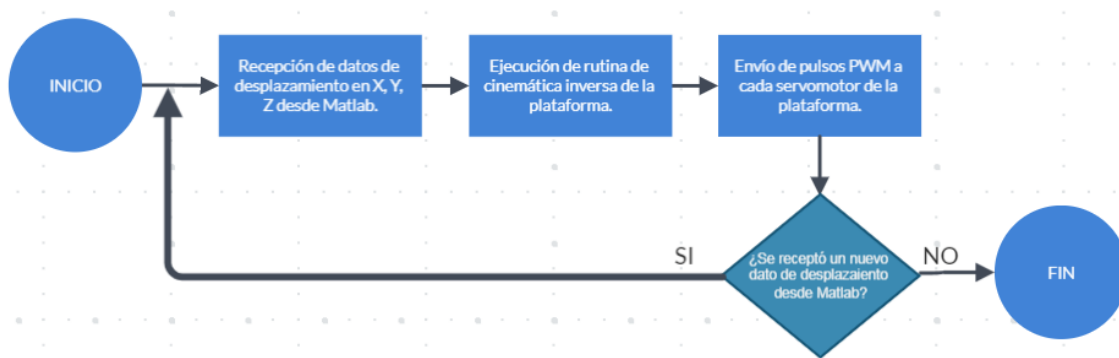 INICIO
Recepción de datos de
desplazamiento en X, Y,
Z desde Matlab.
Ejecución de rutina de
cinemática inversa de la
plataforma.
Envío de pulsos PWM a
cada servomotor de la
plataforma.
SI
¿Se receptó un nuevo
dato de desplazaiento
desde Matlab?
NO
FIN